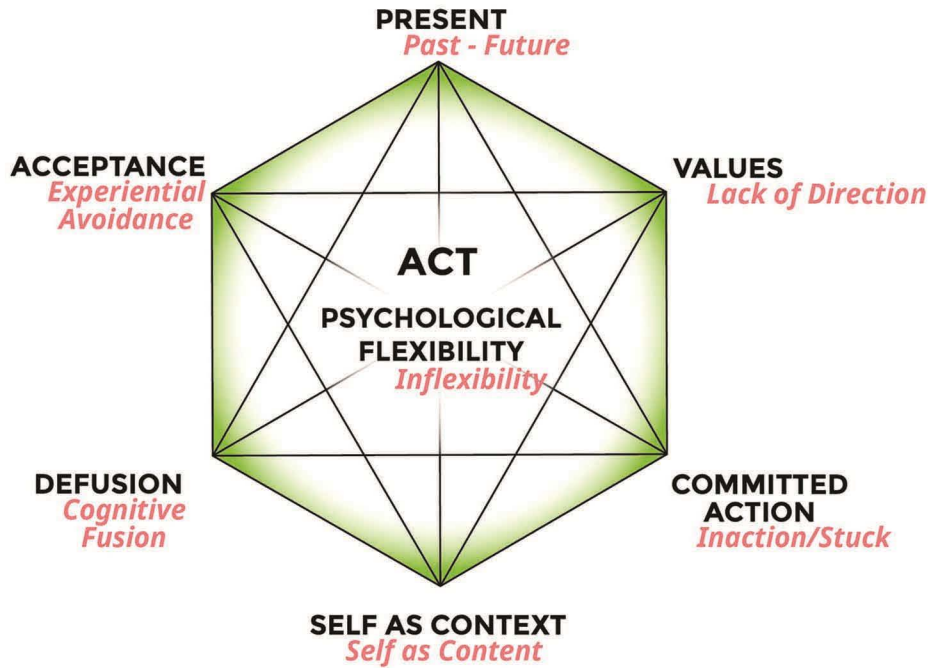 PRESENT
Past - Future
ACCEPTANCE
Experiential
Avoidance
VALUES
Lack of Direction
ACT
PSYCHOLOGICAL
FLEXIBILITY
Inflexibility
DEFUSION
Cognitive
Fusion
COMMITTED
ACTION
Inaction/Stuck
SELF AS CONTEXT
Self as Content